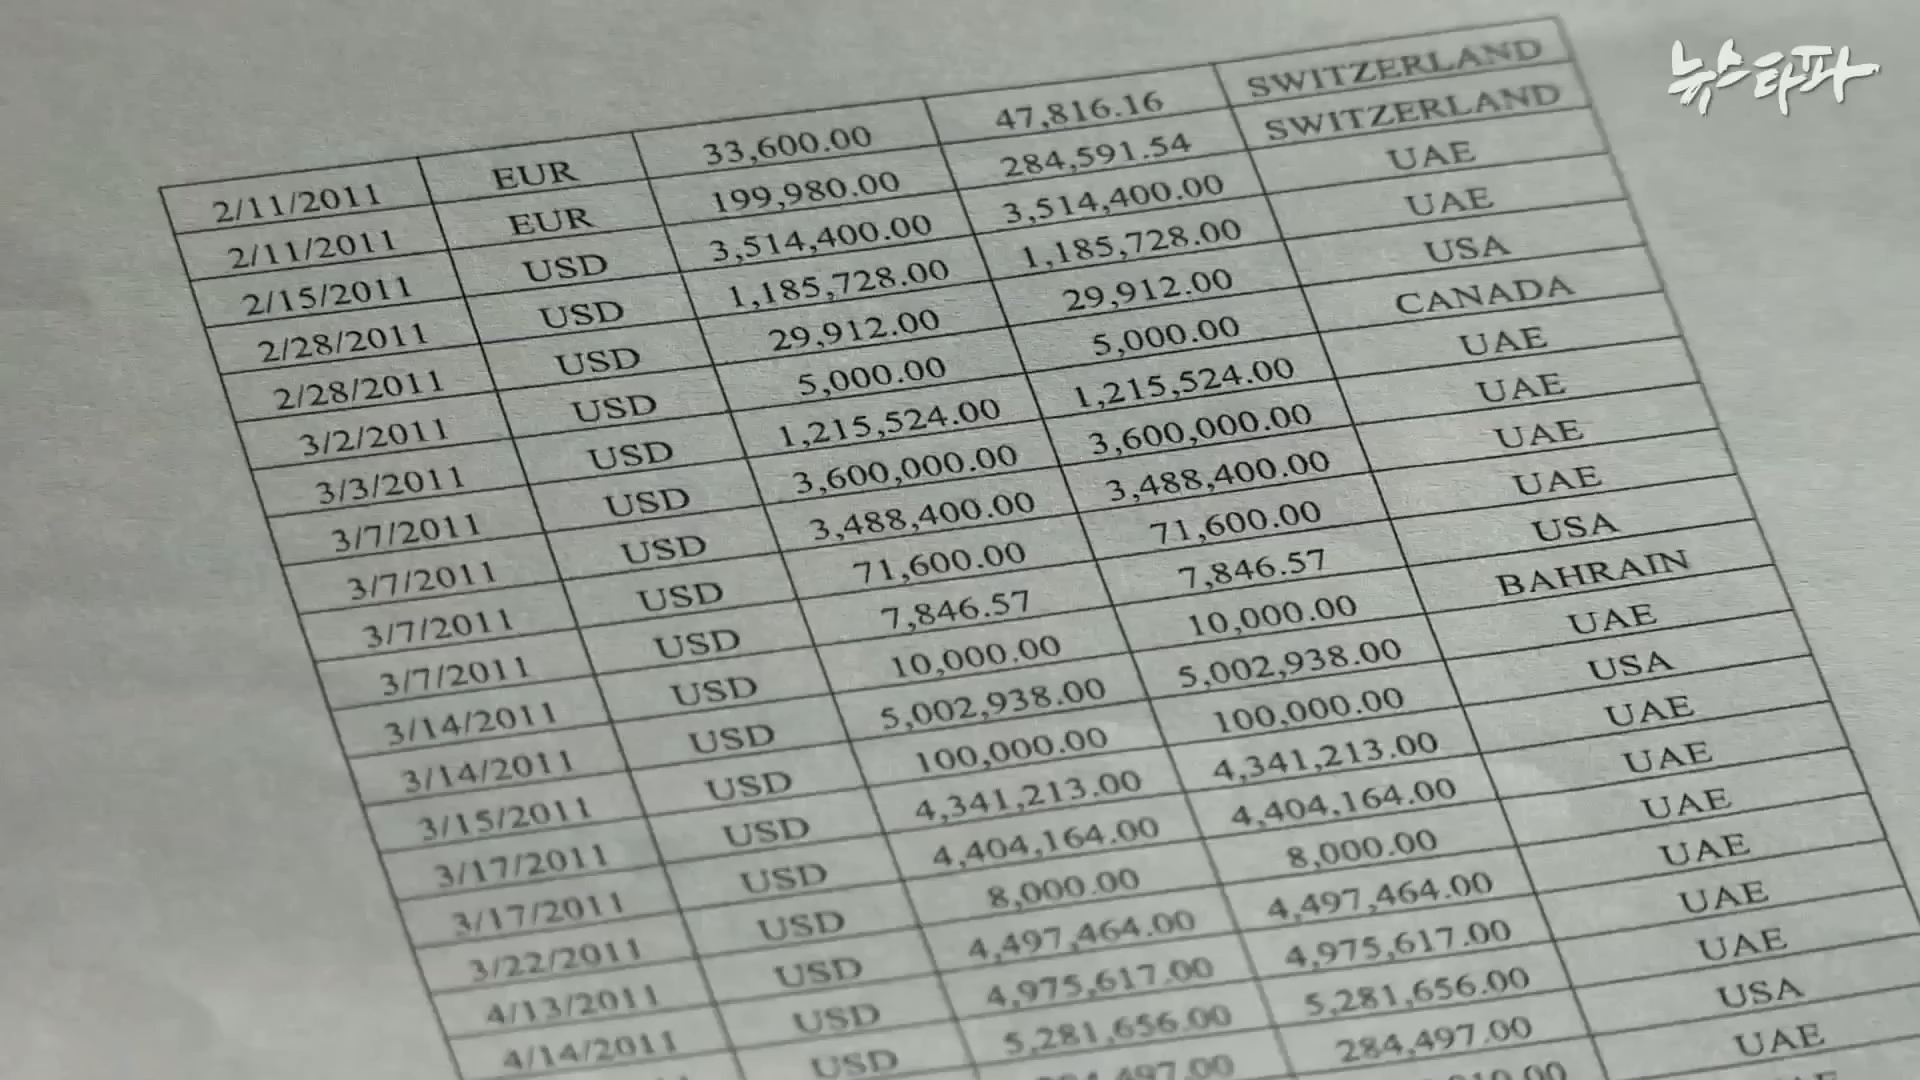 뉴스타파
2/11/2011 EUR 33,600.00 47,816.16 SWITZERLAND
2/11/2011 EUR 199,980.00 284,591.54 SWITZERLAND
2/15/2011 USD 3,514,400.00 3,514,400.00 UAE
2/28/2011 USD 1,185,728.00 1,185,728.00 UAE
2/28/2011 USD 29,912.00 29,912.00 USA
3/2/2011 USD 5,000.00 5,000.00 CANADA
3/3/2011 USD 1,215,524.00 1,215,524.00 UAE
3/7/2011 USD 3,600,000.00 3,600,000.00 UAE
3/7/2011 USD 3,488,400.00 3,488,400.00 UAE
3/7/2011 USD 71,600.00 71,600.00 UAE
3/7/2011 USD 7,846.57 7,846.57 USA
3/14/2011 USD 10,000.00 10,000.00 BAHRAIN
3/14/2011 USD 5,002,938.00 5,002,938.00 UAE
3/15/2011 USD 100,000.00 100,000.00 USA
3/17/2011 USD 4,341,213.00 4,341,213.00 UAE
3/17/2011 USD 4,404,164.00 4,404,164.00 UAE
3/22/2011 USD 8,000.00 8,000.00 UAE
4/13/2011 USD 4,497,464.00 4,497,464.00 UAE
4/14/2011 USD 4,975,617.00 4,975,617.00 UAE
USD 5,281,656.00 5,281,656.00 UAE
284,497.00 USA
UAE